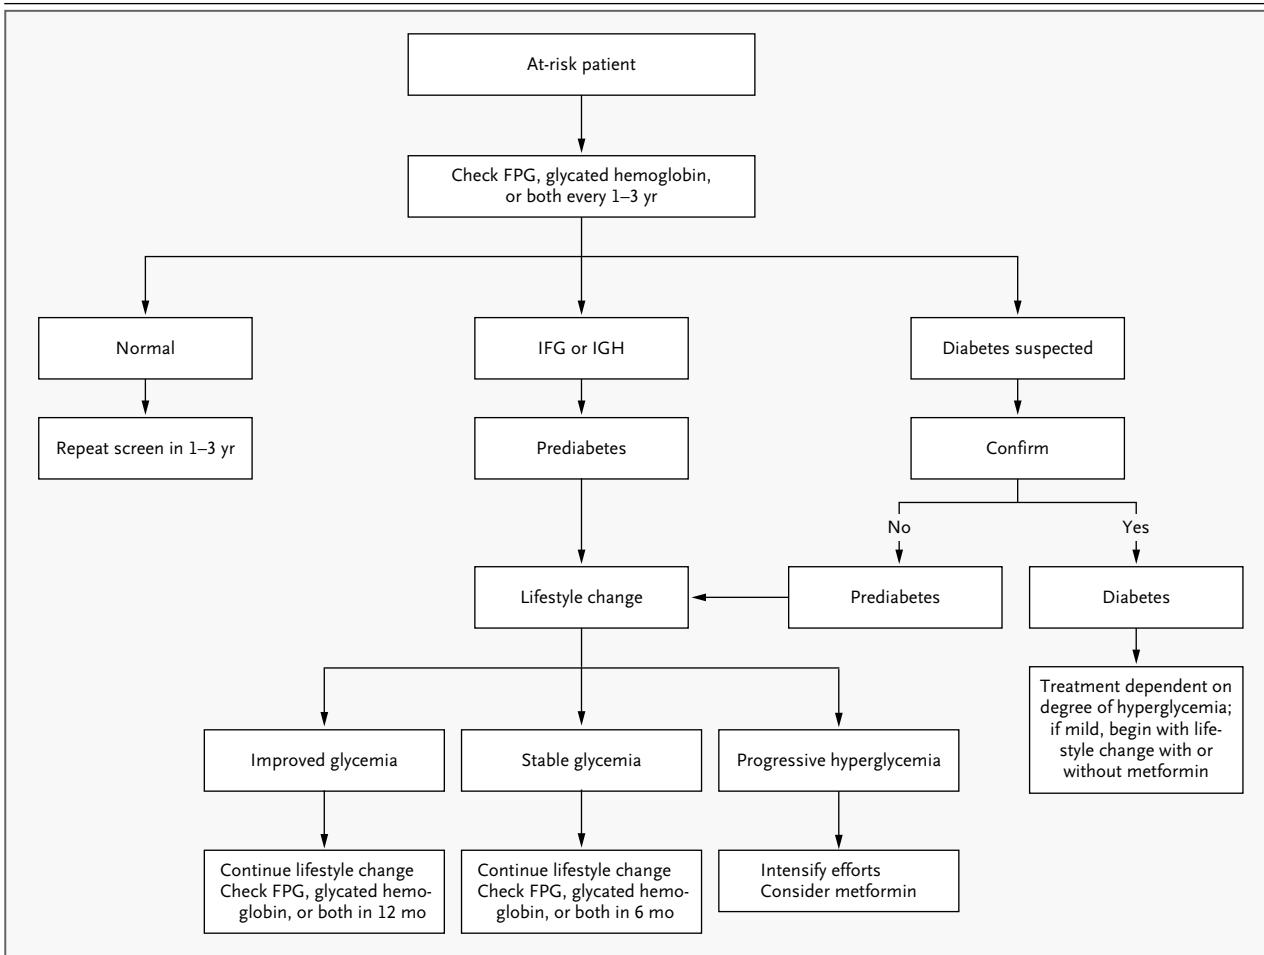 At-risk patient
Check FPG, glycated hemoglobin,
or both every 1–3 yr
Normal
IFG or IGH
Diabetes suspected
Repeat screen in 1–3 yr
Prediabetes
Confirm
No
Yes
Lifestyle change
Prediabetes
Diabetes
Treatment dependent on
degree of hyperglycemia;
if mild, begin with life-
style change with or
without metformin
Improved glycemia
Stable glycemia
Progressive hyperglycemia
Continue lifestyle change
Check FPG, glycated hemo-
globin, or both in 12 mo
Continue lifestyle change
Check FPG, glycated hemo-
globin, or both in 6 mo
Intensify efforts
Consider metformin